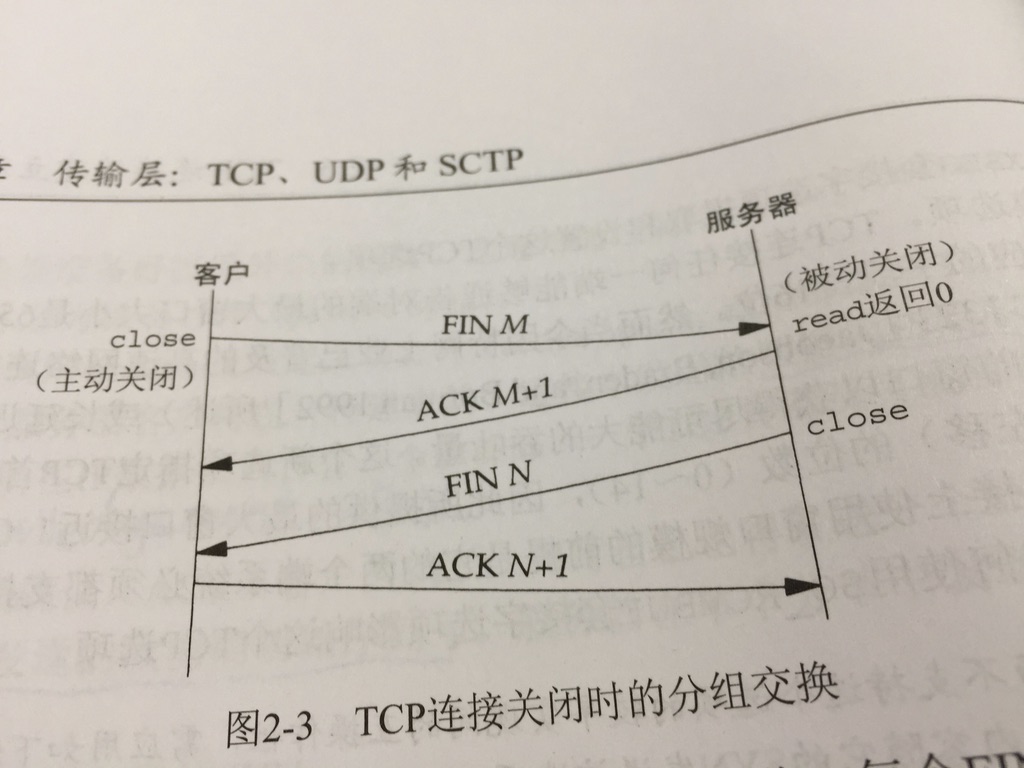 传输层：TCP、UDP 和 SCTP
客户
服务器
close
（主动关闭）
（被动关闭）
read返回0
FIN M
ACK M+1
close
FIN N
ACK N+1
图2-3 TCP连接关闭时的分组交换